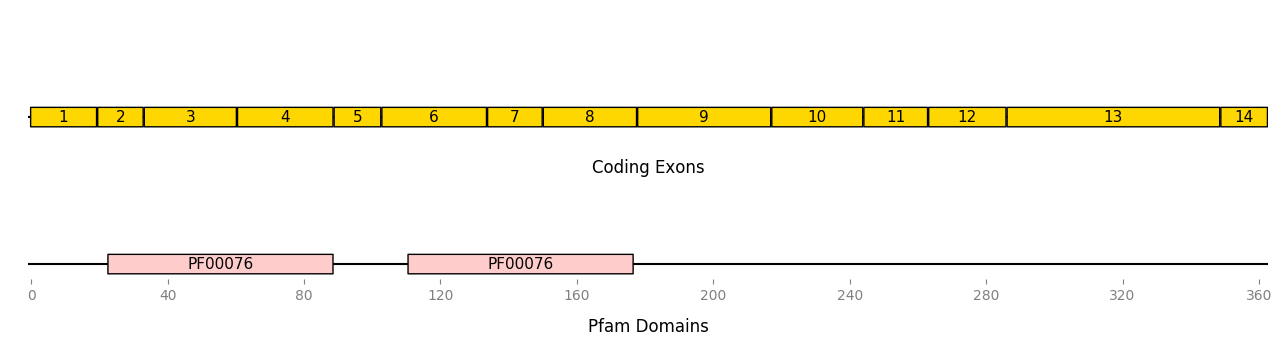 1 2 3 4 5 6 7 8 9 10 11 12 13 14
Coding Exons
PF00076 PF00076
0 40 80 120 160 200 240 280 320 360
Pfam Domains